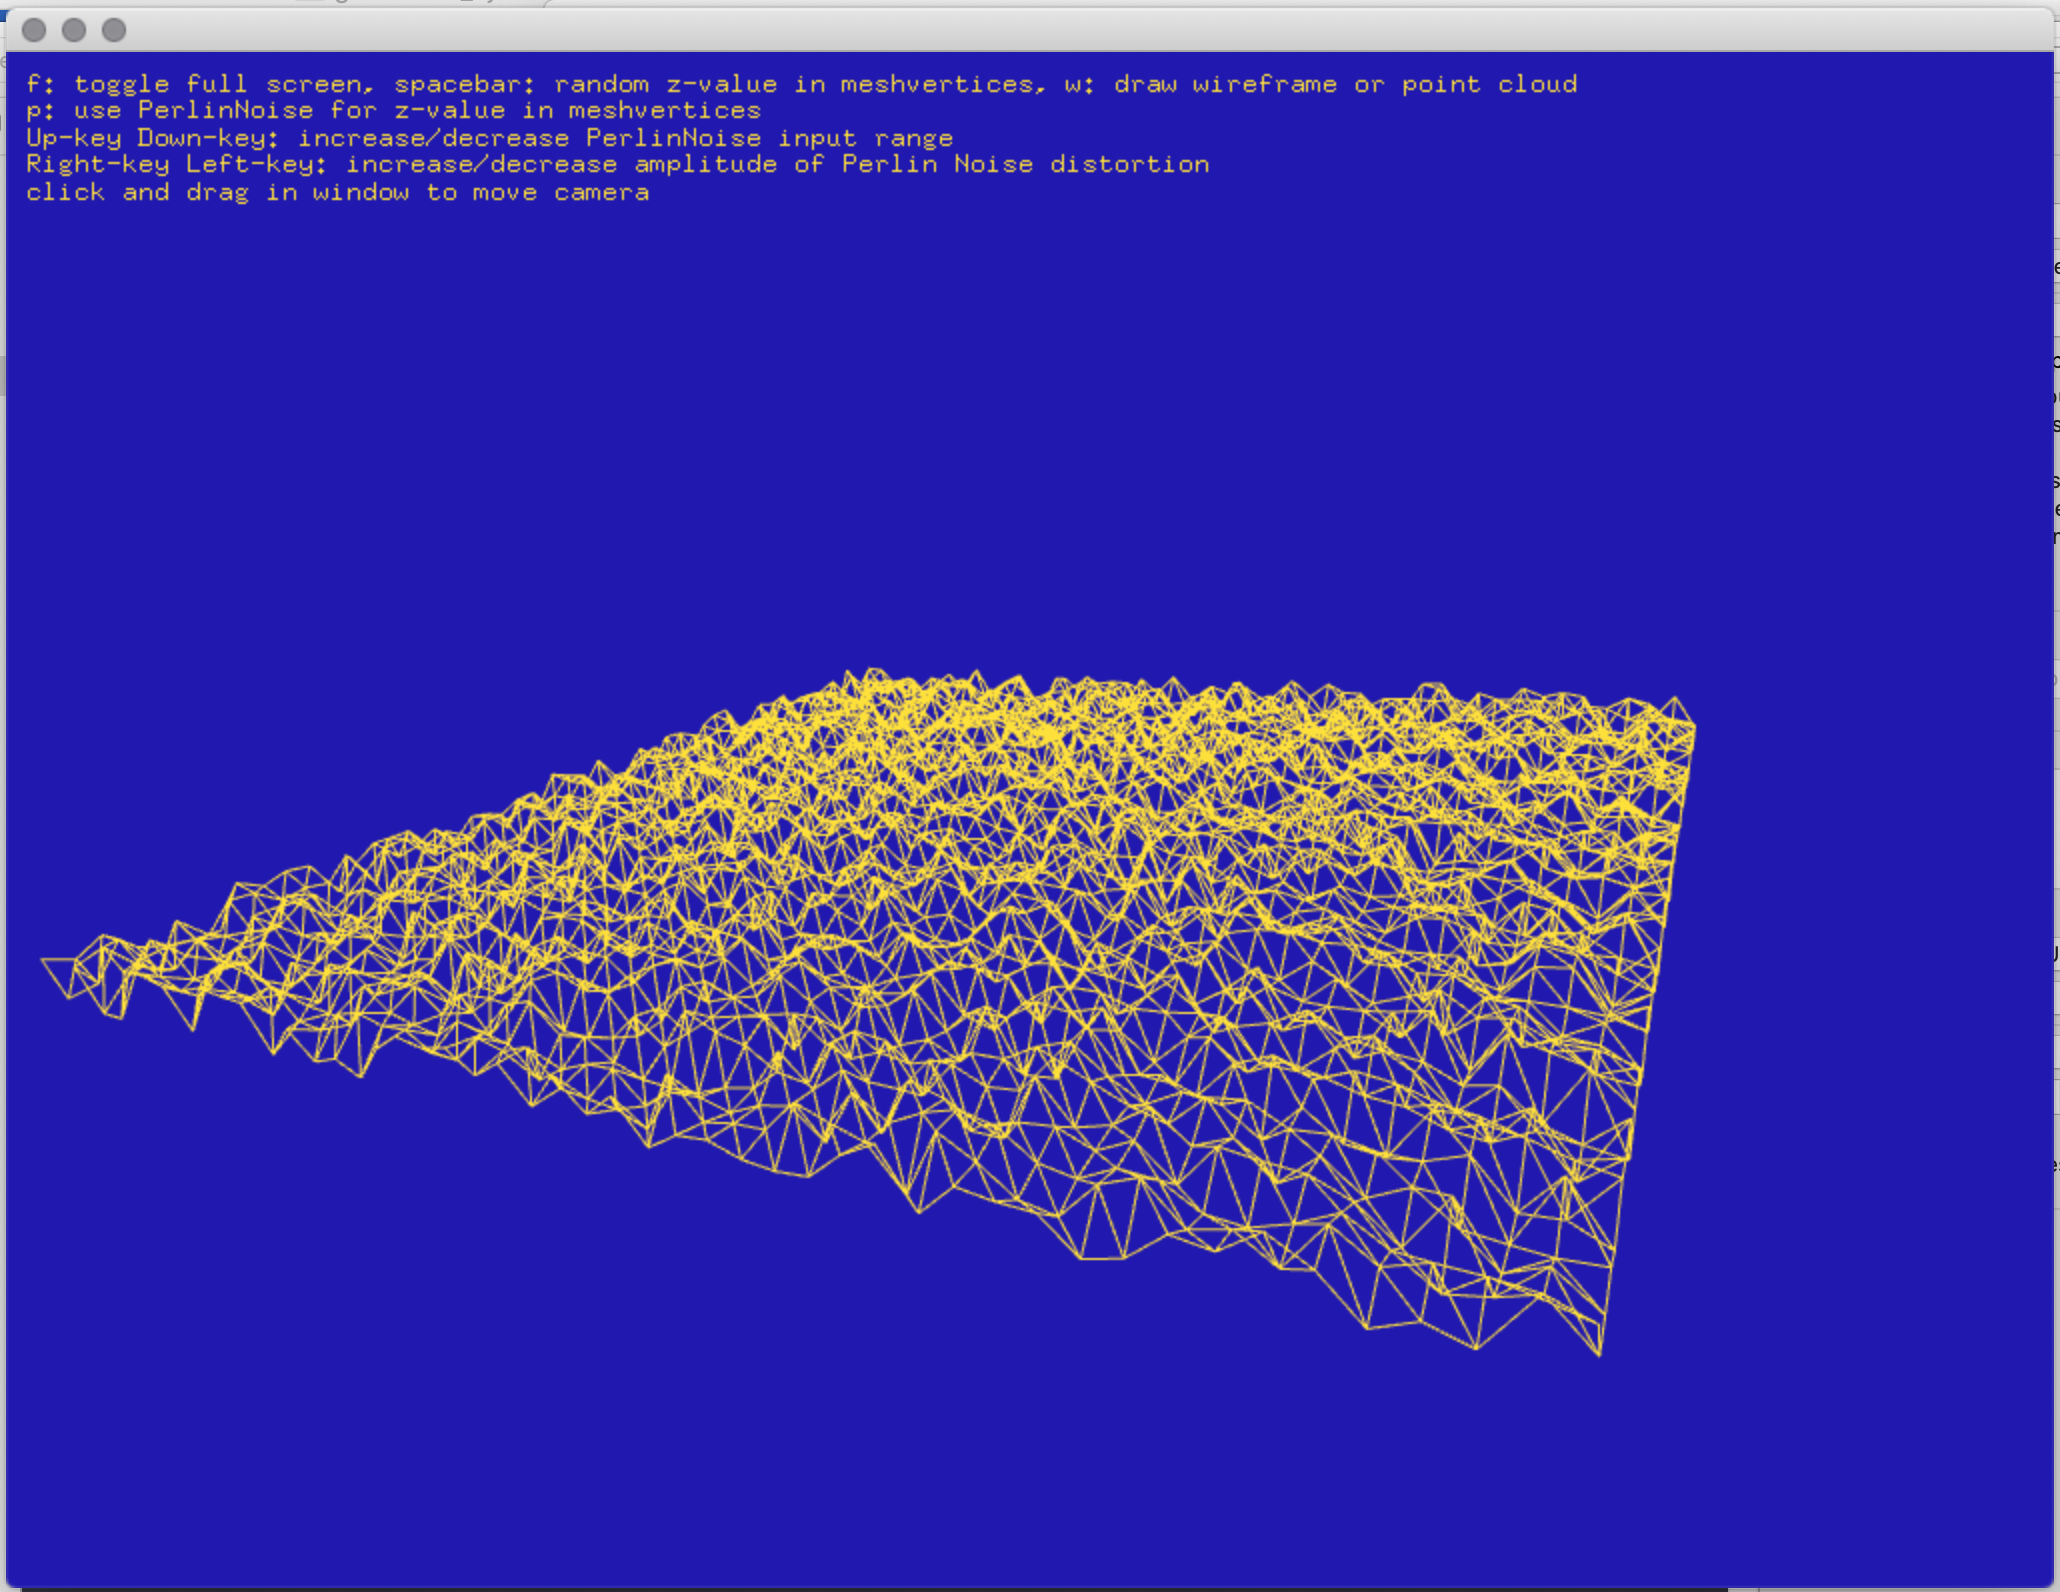 f: toggle full screen, spacebar: random z-value in meshvertices, w: draw wireframe or point cloud
p: use PerlinNoise for z-value in meshvertices
Up-key Down-key: increase/decrease PerlinNoise input range
Right-key Left-key: increase/decrease amplitude of Perlin Noise distortion
click and drag in window to move camera